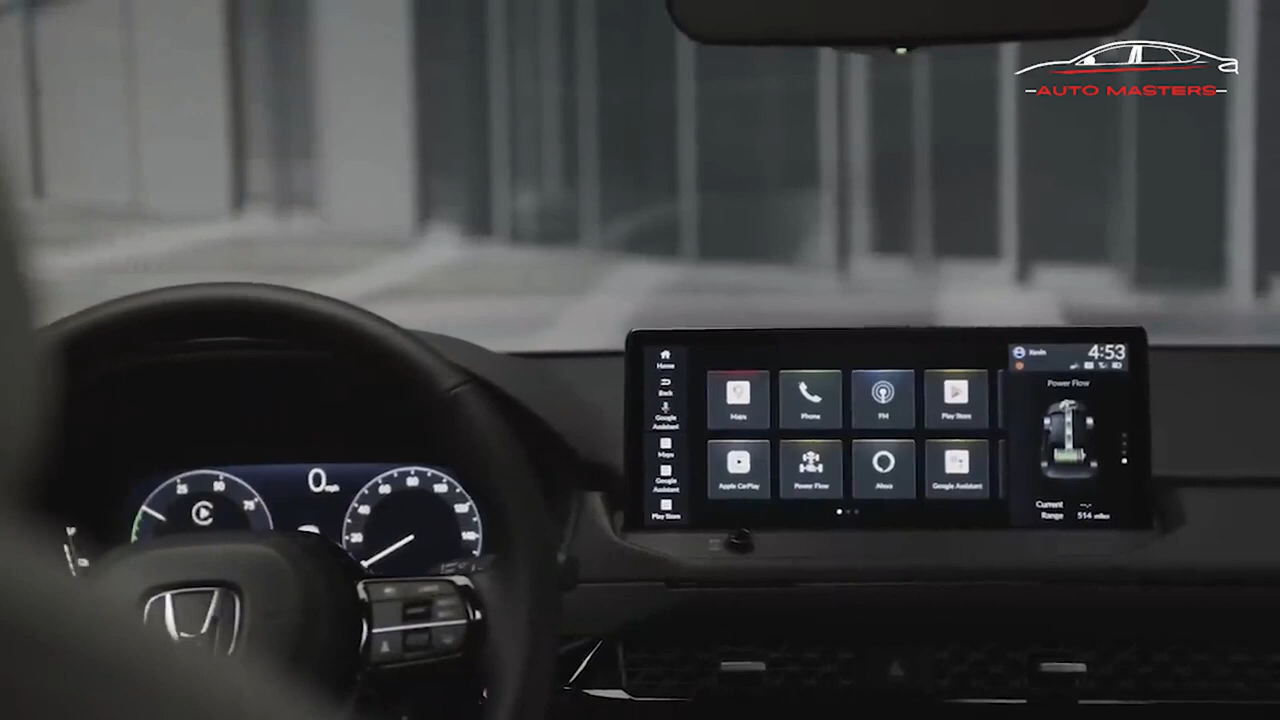 AUTO MASTERS
Home
Back
Google
Assistant
Maps
Google
Assistant
Play Store
Maps
Phone
FM
Play Store
Apple CarPlay
Power Flow
Alexa
Google Assistant
Kevin
4:53
Power Flow
Current --.-
Range 514 miles
25 50 75
0 mph
20 40 60 80 100 120 140